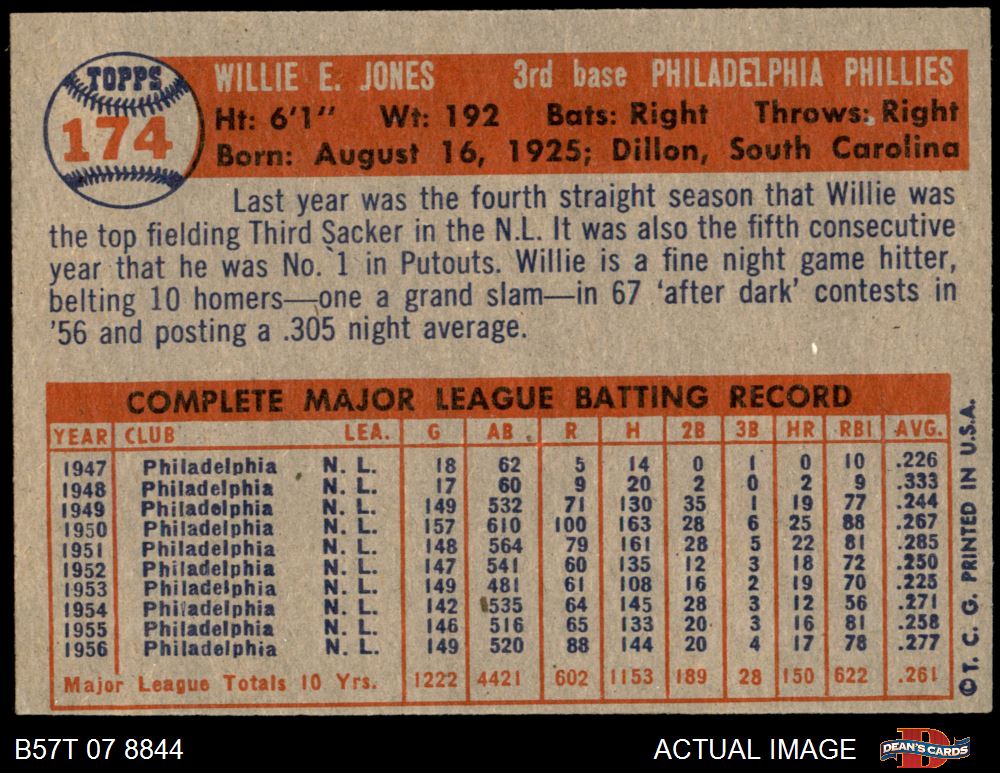 TOPPS
174
WILLIE E. JONES 3rd base PHILADELPHIA PHILLIES
Ht: 6'1" Wt: 192 Bats: Right Throws: Right
Born: August 16, 1925; Dillon, South Carolina
Last year was the fourth straight season that Willie was
the top fielding Third Sacker in the N.L. It was also the fifth consecutive
year that he was No. 1 in Putouts. Willie is a fine night game hitter,
belting 10 homers—one a grand slam—in 67 'after dark' contests in
'56 and posting a .305 night average.
COMPLETE MAJOR LEAGUE BATTING RECORD
YEAR CLUB LEA. G AB R H 2B 3B HR RBI AVG.
1947 Philadelphia N. L. 18 62 5 14 0 1 0 10 .226
1948 Philadelphia N. L. 17 60 9 20 2 0 2 9 .333
1949 Philadelphia N. L. 149 532 71 130 35 1 19 77 .244
1950 Philadelphia N. L. 157 610 100 163 28 6 25 88 .267
1951 Philadelphia N. L. 148 564 79 161 28 5 22 81 .285
1952 Philadelphia N. L. 147 541 60 135 12 3 18 72 .250
1953 Philadelphia N. L. 149 481 61 108 16 2 19 70 .225
1954 Philadelphia N. L. 142 535 64 145 28 3 12 56 .271
1955 Philadelphia N. L. 146 516 65 133 20 3 16 81 .258
1956 Philadelphia N. L. 149 520 88 144 20 4 17 78 .277
Major League Totals 10 Yrs. 1222 4421 602 1153 189 28 150 622 .261
© T. C. G. PRINTED IN U.S.A.
B57T 07 8844 ACTUAL IMAGE DEAN'S CARDS